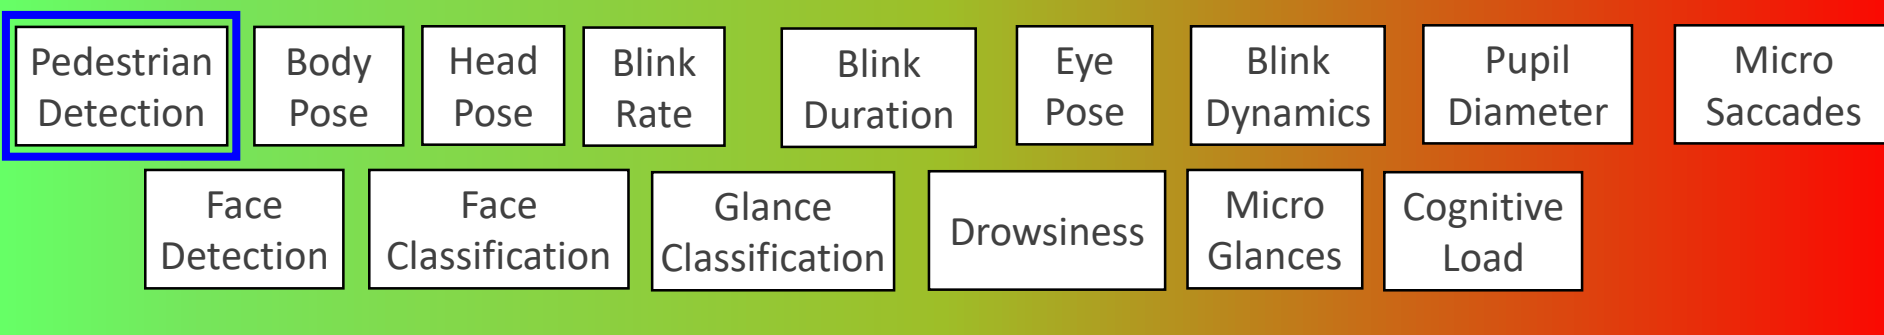 Pedestrian
Detection
Body
Pose
Head
Pose
Blink
Rate
Blink
Duration
Eye
Pose
Blink
Dynamics
Pupil
Diameter
Micro
Saccades
Face
Detection
Face
Classification
Glance
Classification
Drowsiness
Micro
Glances
Cognitive
Load